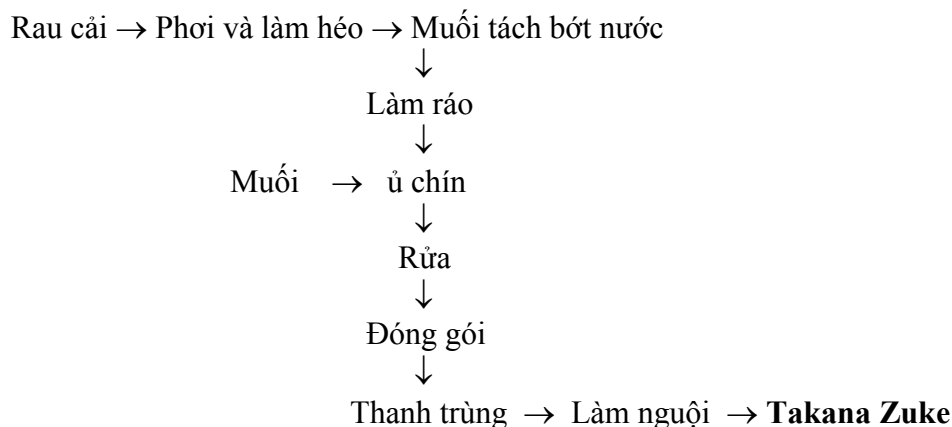 Rau cải → Phơi và làm héo → Muối tách bớt nước
↓
Làm ráo
↓
Muối → ủ chín
↓
Rửa
↓
Đóng gói
↓
Thanh trùng → Làm nguội → Takana Zuke